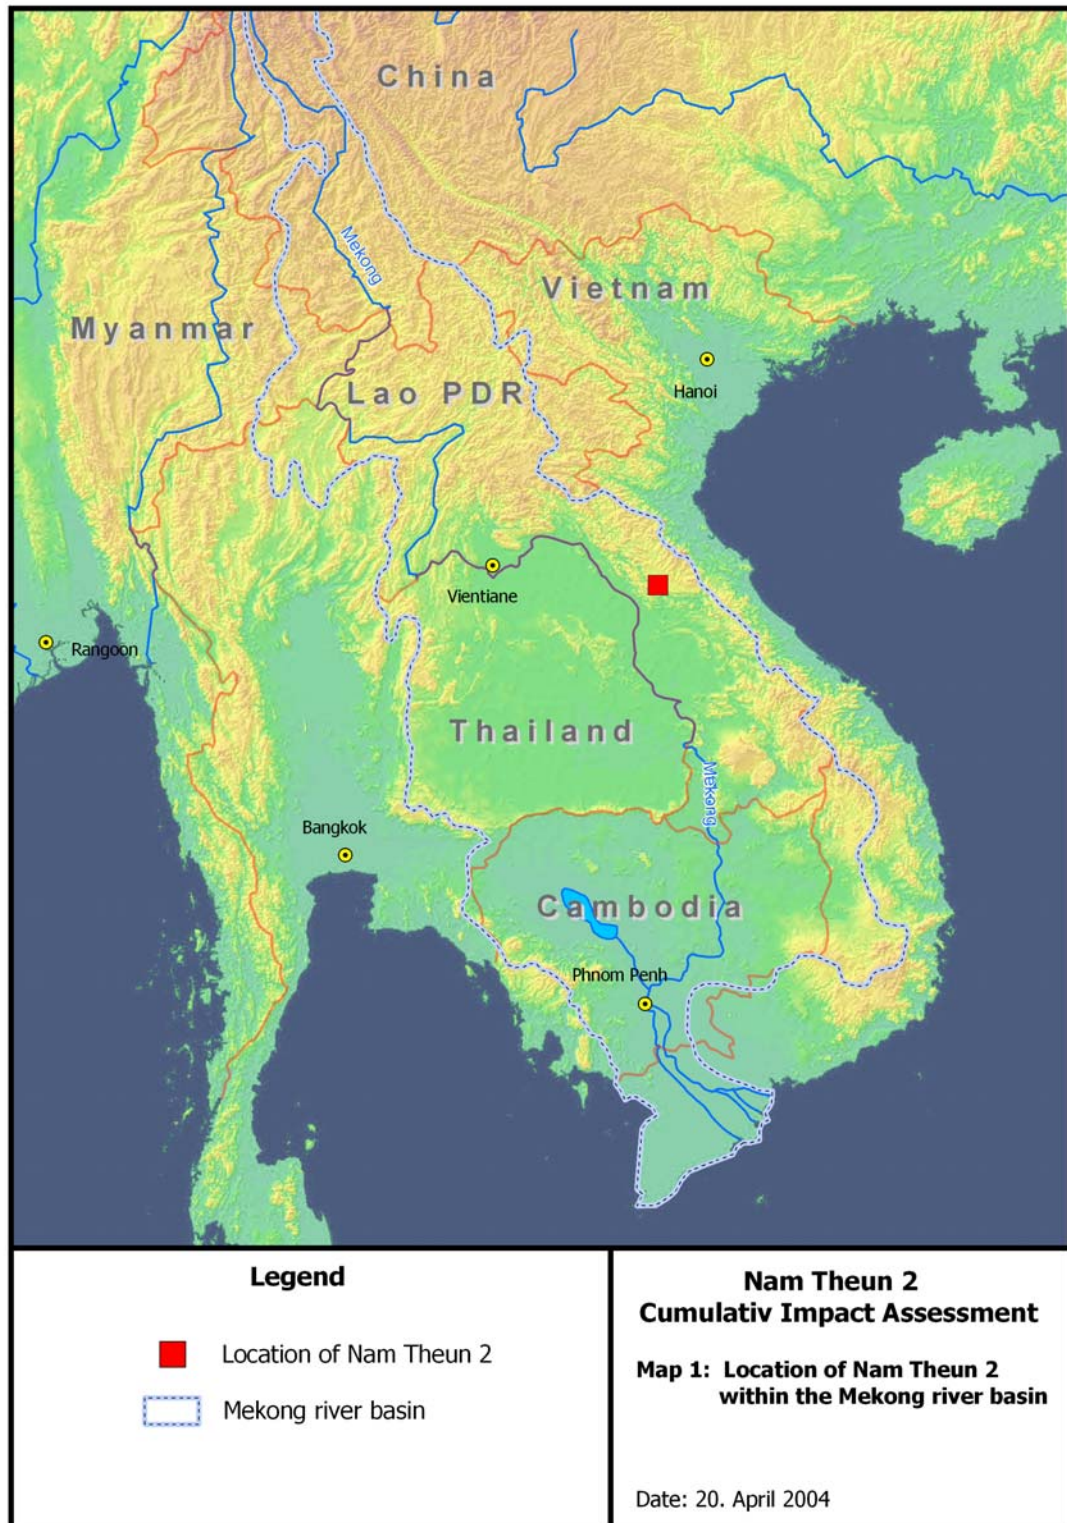 China
Mekong
Vietnam
Myanmar
Hanoi
Lao PDR
Vientiane
Rangoon
Thailand
Mekong
Bangkok
Cambodia
Phnom Penh
Legend
Location of Nam Theun 2
Mekong river basin
Nam Theun 2
Cumulativ Impact Assessment
Map 1: Location of Nam Theun 2
within the Mekong river basin
Date: 20. April 2004